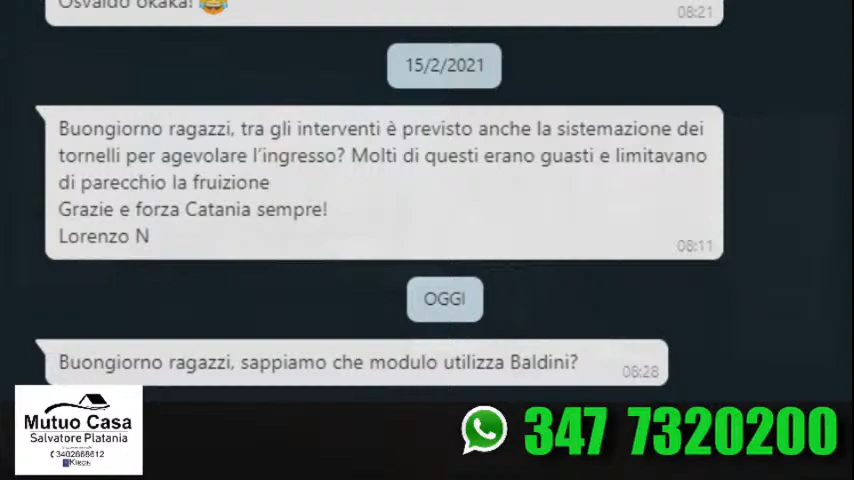 Osvaldo okaka! 😂
08:21
15/2/2021
Buongiorno ragazzi, tra gli interventi è previsto anche la sistemazione dei
tornelli per agevolare l'ingresso? Molti di questi erano guasti e limitavano
di parecchio la fruizione
Grazie e forza Catania sempre!
Lorenzo N
08:11
OGGI
Buongiorno ragazzi, sappiamo che modulo utilizza Baldini?
08:28
Mutuo Casa
Salvatore Platania
3402668612
Kiron
347 7320200